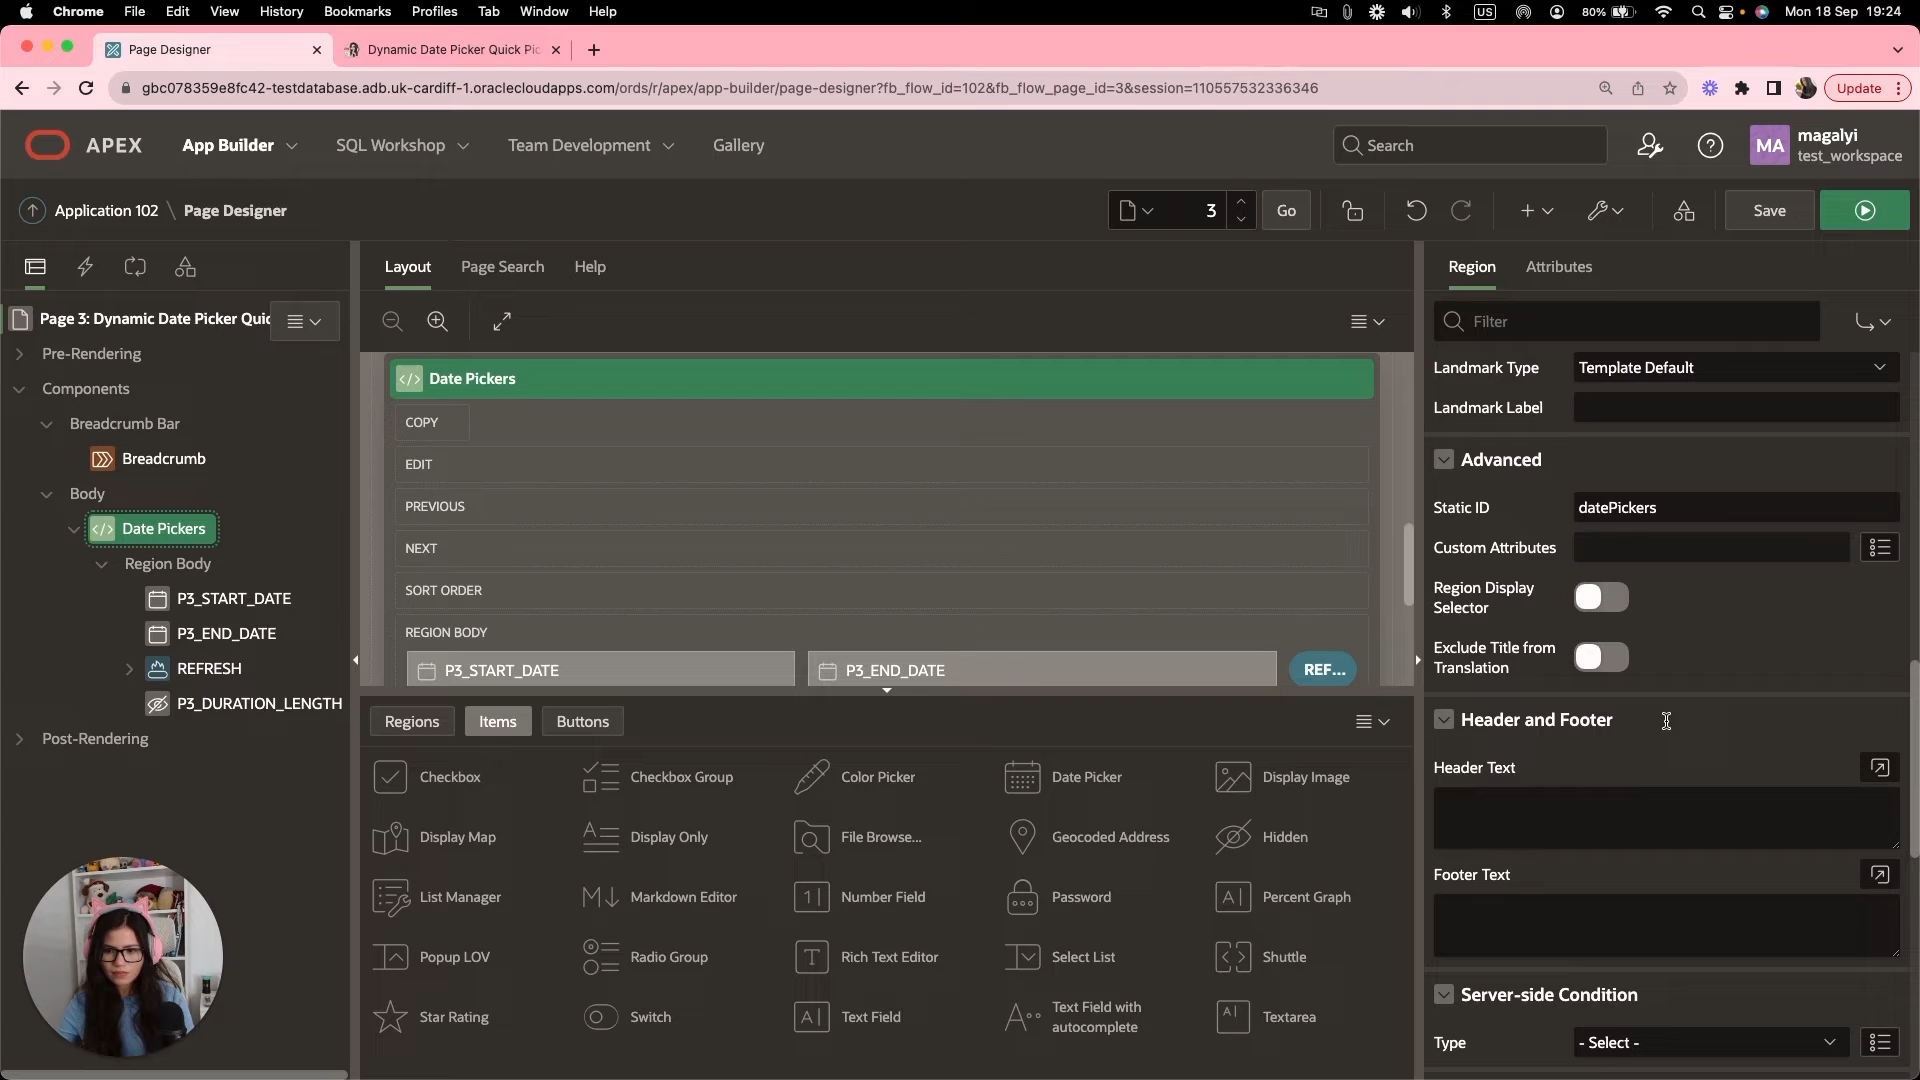 Chrome File Edit View History Bookmarks Profiles Tab Window Help US 80% Mon 18 Sep 19:24
Page Designer Dynamic Date Picker Quick Pic
gbc078359e8fc42-testdatabase.adb.uk-cardiff-1.oraclecloudapps.com/ords/r/apex/app-builder/page-designer?fb_flow_id=102&fb_flow_page_id=3&session=110557532336346 Update
APEX App Builder SQL Workshop Team Development Gallery Search MA magalyi
test_workspace
Application 102 \ Page Designer 3 Go Save
Layout Page Search Help
Region Attributes
Page 3: Dynamic Date Picker Quic
Pre-Rendering
Components
Breadcrumb Bar
Breadcrumb
Body
Date Pickers
Region Body
P3_START_DATE
P3_END_DATE
REFRESH
P3_DURATION_LENGTH
Post-Rendering
Date Pickers
COPY
EDIT
PREVIOUS
NEXT
SORT ORDER
REGION BODY
P3_START_DATE P3_END_DATE REF...
Regions Items Buttons
Checkbox Checkbox Group Color Picker Date Picker Display Image
Display Map Display Only File Browse... Geocoded Address Hidden
List Manager Markdown Editor Number Field Password Percent Graph
Popup LOV Radio Group Rich Text Editor Select List Shuttle
Star Rating Switch Text Field Text Field with
autocomplete Textarea
Filter
Landmark Type Template Default
Landmark Label
Advanced
Static ID datePickers
Custom Attributes
Region Display
Selector
Exclude Title from
Translation
Header and Footer
Header Text
Footer Text
Server-side Condition
Type - Select -